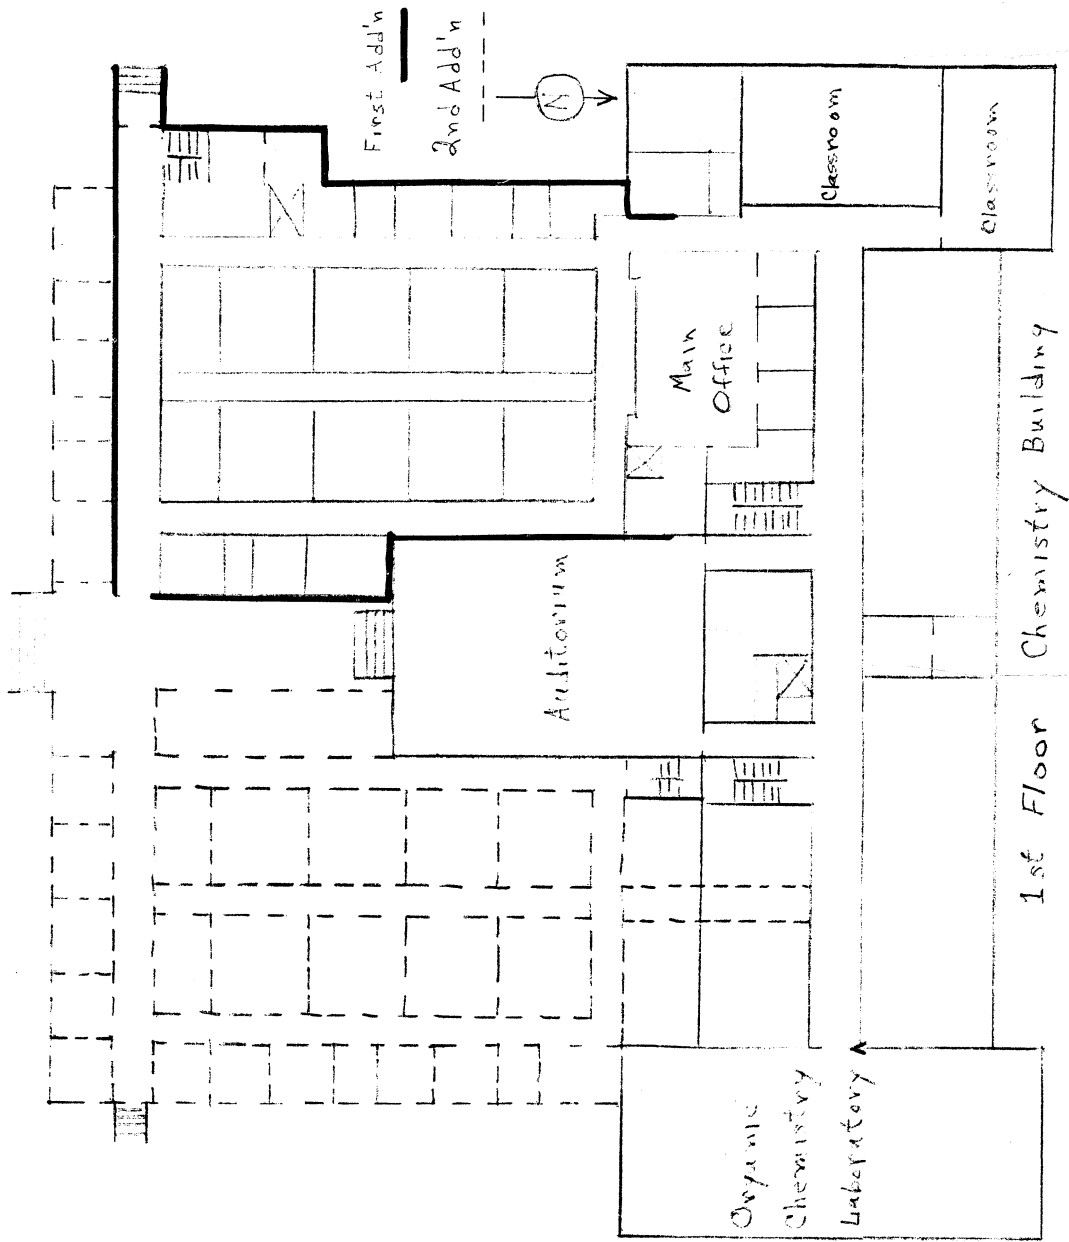 First Add'n
2nd Add'n
N
Classroom
Classroom
Main
Office
Auditorium
Organic
Chemistry
Laboratory
1st Floor Chemistry Building